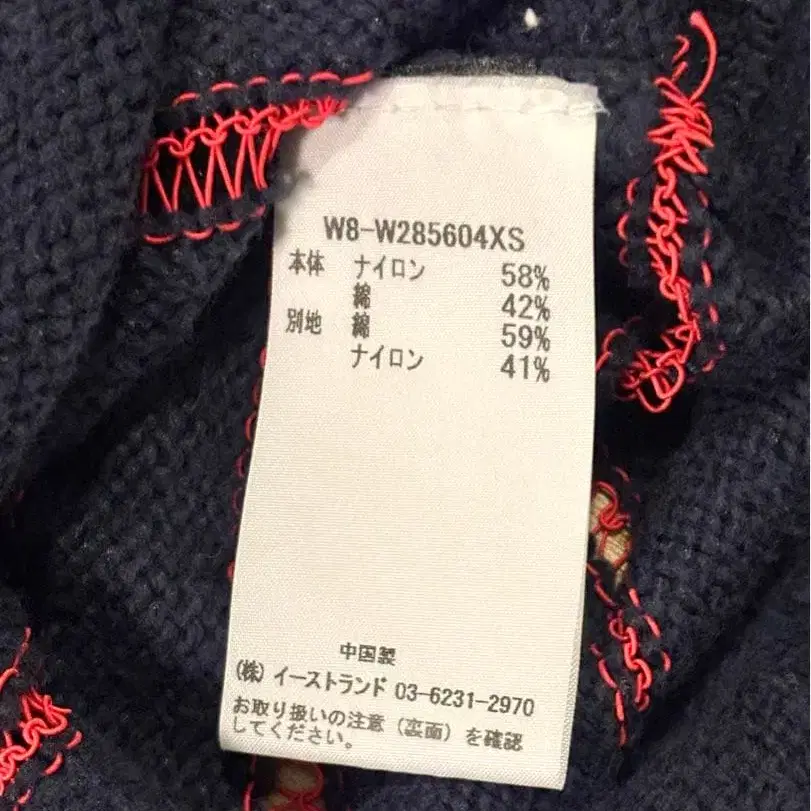 W8-W285604XS
本体 ナイロン 58%
綿 42%
別地 綿 59%
ナイロン 41%
中国製
(株) イーストランド 03-6231-2970
お取り扱いの注意 (裏面) を確認
してください。